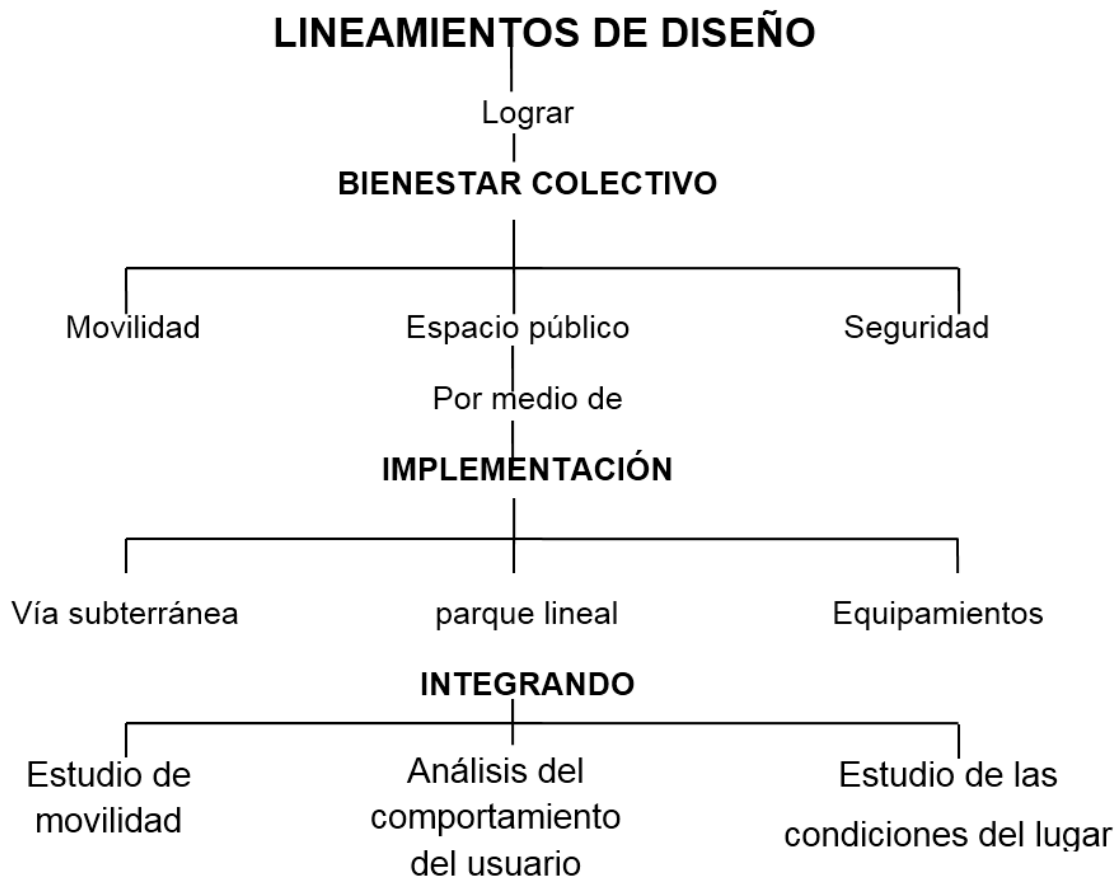 LINEAMIENTOS DE DISEÑO
Lograr
BIENESTAR COLECTIVO
Movilidad
Espacio público
Seguridad
Por medio de
IMPLEMENTACIÓN
Vía subterránea
parque lineal
Equipamientos
INTEGRANDO
Estudio de
movilidad
Análisis del
comportamiento
del usuario
Estudio de las
condiciones del lugar